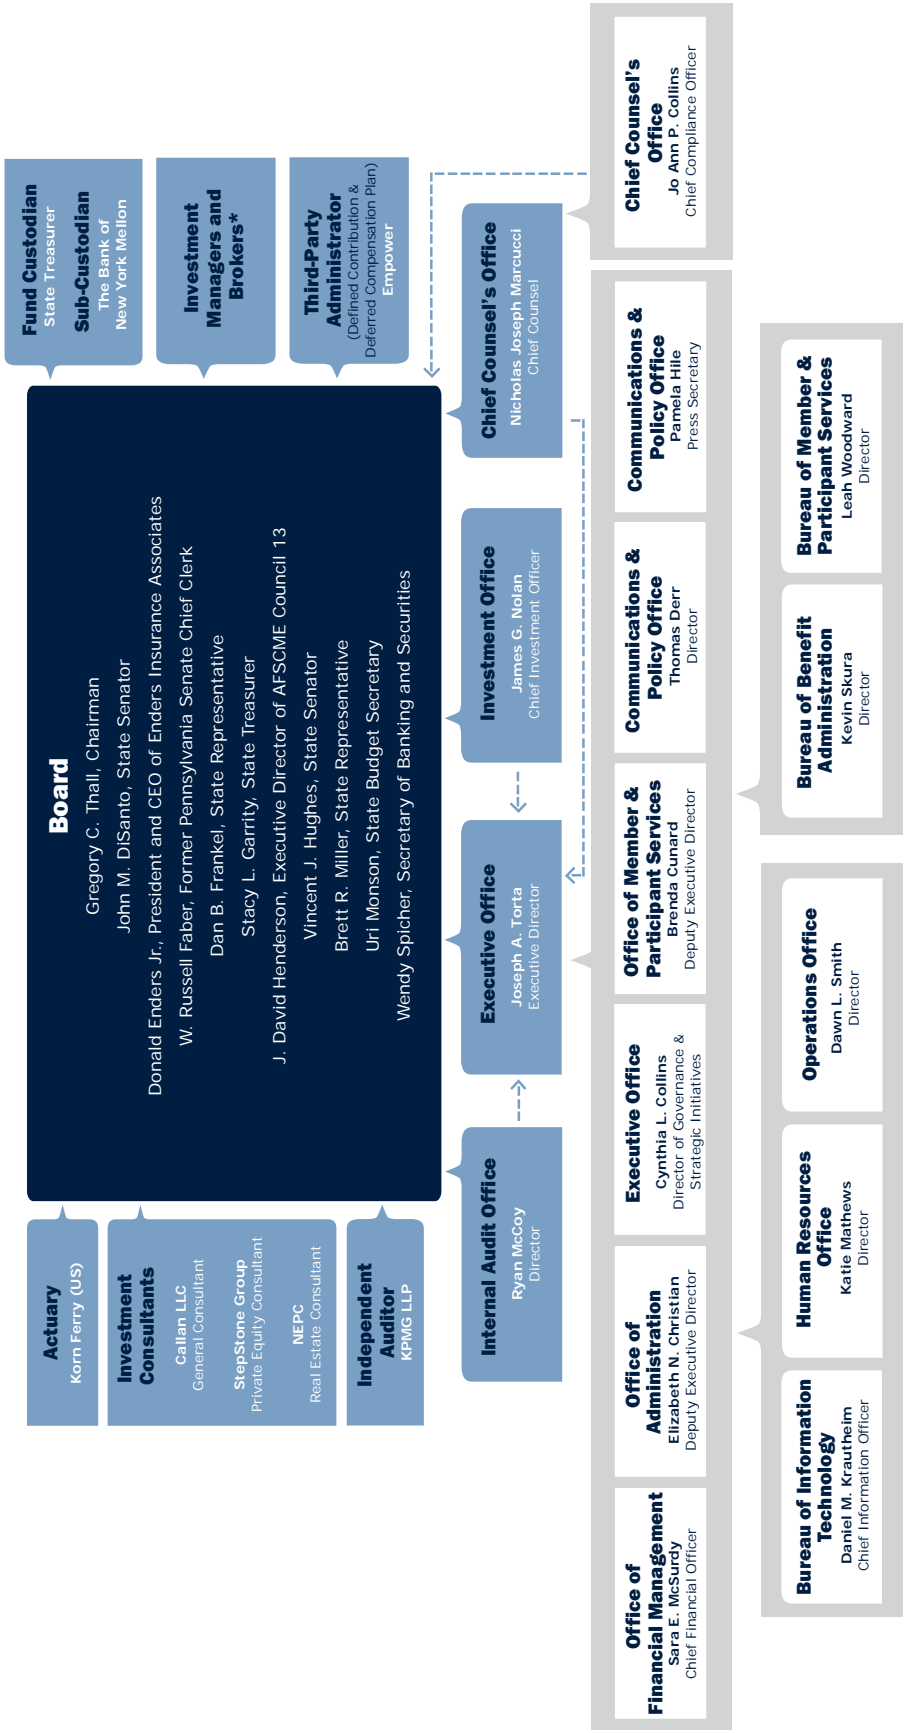 Actuary
Korn Ferry (US)
Investment
Consultants
Callan LLC
General Consultant
StepStone Group
Private Equity Consultant
NEPC
Real Estate Consultant
Independent
Auditor
KPMG LLP
Board
Gregory C. Thall, Chairman
John M. DiSanto, State Senator
Donald Enders Jr., President and CEO of Enders Insurance Associates
W. Russell Faber, Former Pennsylvania Senate Chief Clerk
Dan B. Frankel, State Representative
Stacy L. Garrity, State Treasurer
J. David Henderson, Executive Director of AFSCME Council 13
Vincent J. Hughes, State Senator
Brett R. Miller, State Representative
Uri Monson, State Budget Secretary
Wendy Spicher, Secretary of Banking and Securities
Fund Custodian
State Treasurer
Sub-Custodian
The Bank of
New York Mellon
Investment
Managers and
Brokers*
Third-Party
Administrator
(Defined Contribution &
Deferred Compensation Plan)
Empower
Internal Audit Office
Ryan McCoy
Director
Executive Office
Joseph A. Torta
Executive Director
Investment Office
James G. Nolan
Chief Investment Officer
Chief Counsel's Office
Nicholas Joseph Marcucci
Chief Counsel
Office of
Financial Management
Sara E. McSurdy
Chief Financial Officer
Office of
Administration
Elizabeth N. Christian
Deputy Executive Director
Executive Office
Cynthia L. Collins
Director of Governance &
Strategic Initiatives
Office of Member &
Participant Services
Brenda Cunard
Deputy Executive Director
Communications &
Policy Office
Thomas Derr
Director
Communications &
Policy Office
Pamela Hile
Press Secretary
Chief Counsel's
Office
Jo Ann P. Collins
Chief Compliance Officer
Bureau of Information
Technology
Daniel M. Krautheim
Chief Information Officer
Human Resources
Office
Katie Mathews
Director
Operations Office
Dawn L. Smith
Director
Bureau of Benefit
Administration
Kevin Skura
Director
Bureau of Member &
Participant Services
Leah Woodward
Director